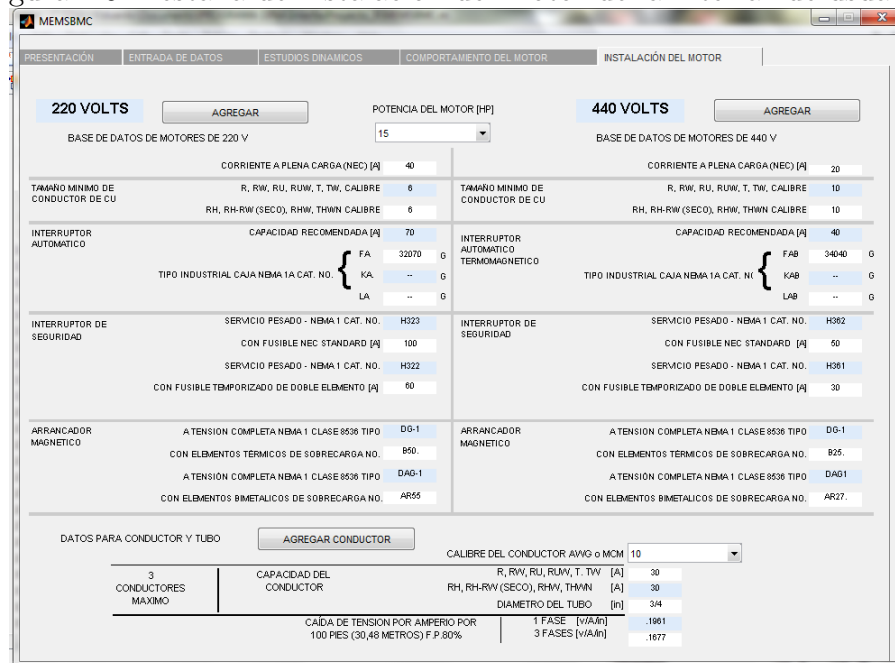 MEMSBMC
PRESENTACIÓN ENTRADA DE DATOS ESTUDIOS DINAMICOS COMPORTAMIENTO DEL MOTOR INSTALACIÓN DEL MOTOR
220 VOLTS AGREGAR POTENCIA DEL MOTOR [HP] 440 VOLTS AGREGAR
BASE DE DATOS DE MOTORES DE 220 V 15 BASE DE DATOS DE MOTORES DE 440 V
CORRIENTE A PLENA CARGA (NEC) [A] 40 CORRIENTE A PLENA CARGA (NEC) [A] 20
TAMAÑO MINIMO DE CONDUCTOR DE CU R, RW, RU, RUW, T, TW, CALIBRE 6 TAMAÑO MINIMO DE CONDUCTOR DE CU R, RW, RU, RUW, T, TW, CALIBRE 10
RH, RH-RW (SECO), RHW, THWN CALIBRE 6 RH, RH-RW (SECO), RHW, THWN CALIBRE 10
INTERRUPTOR AUTOMATICO CAPACIDAD RECOMENDADA [A] 70 INTERRUPTOR AUTOMATICO TERMOMAGNETICO CAPACIDAD RECOMENDADA [A] 40
FA 32070 G FAB 34040 G
TIPO INDUSTRIAL CAJA NEMA 1A CAT. NO. { KA. -- G TIPO INDUSTRIAL CAJA NEMA 1A CAT. N( { KAB -- G
LA -- G LAB -- G
INTERRUPTOR DE SEGURIDAD SERVICIO PESADO - NEMA 1 CAT. NO. H323 INTERRUPTOR DE SEGURIDAD SERVICIO PESADO - NEMA 1 CAT. NO. H362
CON FUSIBLE NEC STANDARD [A] 100 CON FUSIBLE NEC STANDARD [A] 50
SERVICIO PESADO - NEMA 1 CAT. NO. H322 SERVICIO PESADO - NEMA 1 CAT. NO. H361
CON FUSIBLE TEMPORIZADO DE DOBLE ELEMENTO [A] 60 CON FUSIBLE TEMPORIZADO DE DOBLE ELEMENTO [A] 30
ARRANCADOR MAGNETICO A TENSION COMPLETA NEMA 1 CLASE 8536 TIPO DG-1 ARRANCADOR MAGNETICO A TENSION COMPLETA NEMA 1 CLASE 8536 TIPO DG-1
CON ELEMENTOS TÉRMICOS DE SOBRECARGA NO. B50. CON ELEMENTOS TÉRMICOS DE SOBRECARGA NO. B25.
A TENSIÓN COMPLETA NEMA 1 CLASE 8536 TIPO DAG-1 A TENSIÓN COMPLETA NEMA 1 CLASE 8536 TIPO DAG1
CON ELEMENTOS BIMETALICOS DE SOBRECARGA NO. AR55 CON ELEMENTOS BIMETALICOS DE SOBRECARGA NO. AR27.
DATOS PARA CONDUCTOR Y TUBO AGREGAR CONDUCTOR
CALIBRE DEL CONDUCTOR AWG o MCM 10
3 CONDUCTORES MAXIMO CAPACIDAD DEL CONDUCTOR R, RW, RU, RUW, T. TW [A] 30
RH, RH-RW (SECO), RHW, THWN [A] 30
DIAMETRO DEL TUBO [in] 3/4
CAÍDA DE TENSION POR AMPERIO POR 1 FASE [v/A/in] .1961
100 PIES (30,48 METROS) F.P.80% 3 FASES [v/A/in] .1677